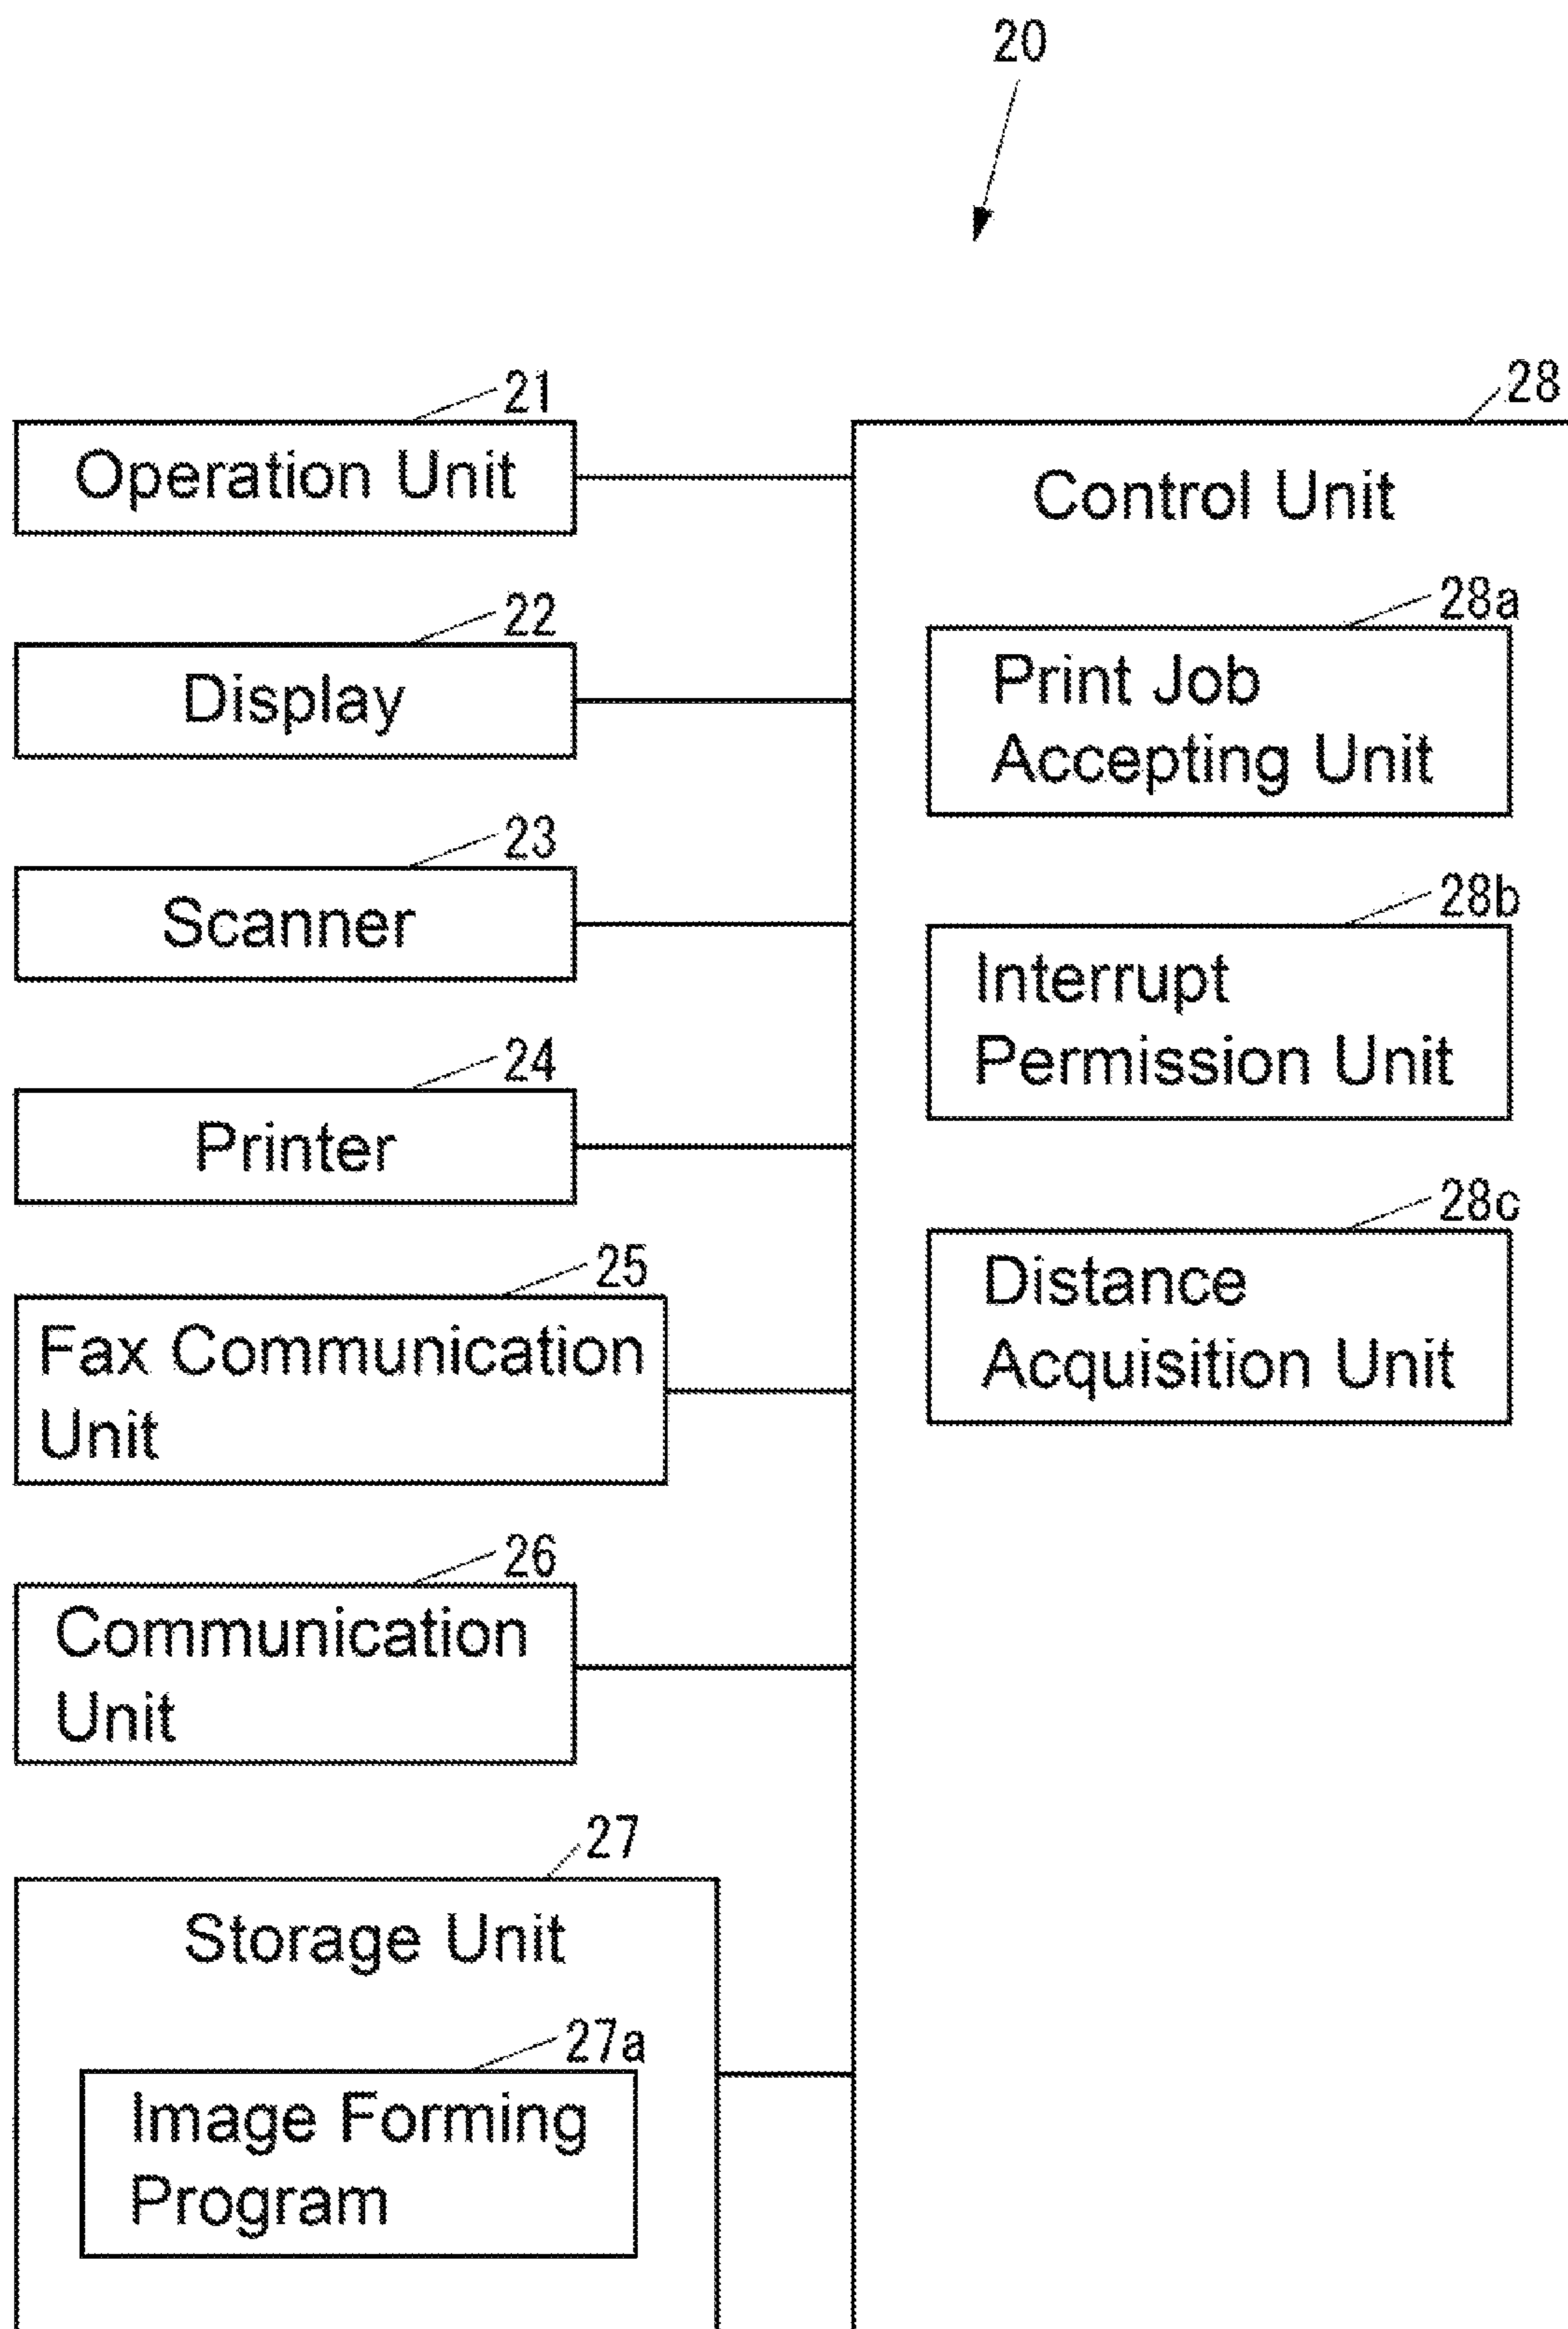 20
21
Operation Unit
22
Display
23
Scanner
24
Printer
25
Fax Communication
Unit
26
Communication
Unit
27
Storage Unit
27a
Image Forming
Program
28
Control Unit
28a
Print Job
Accepting Unit
28b
Interrupt
Permission Unit
28c
Distance
Acquisition Unit